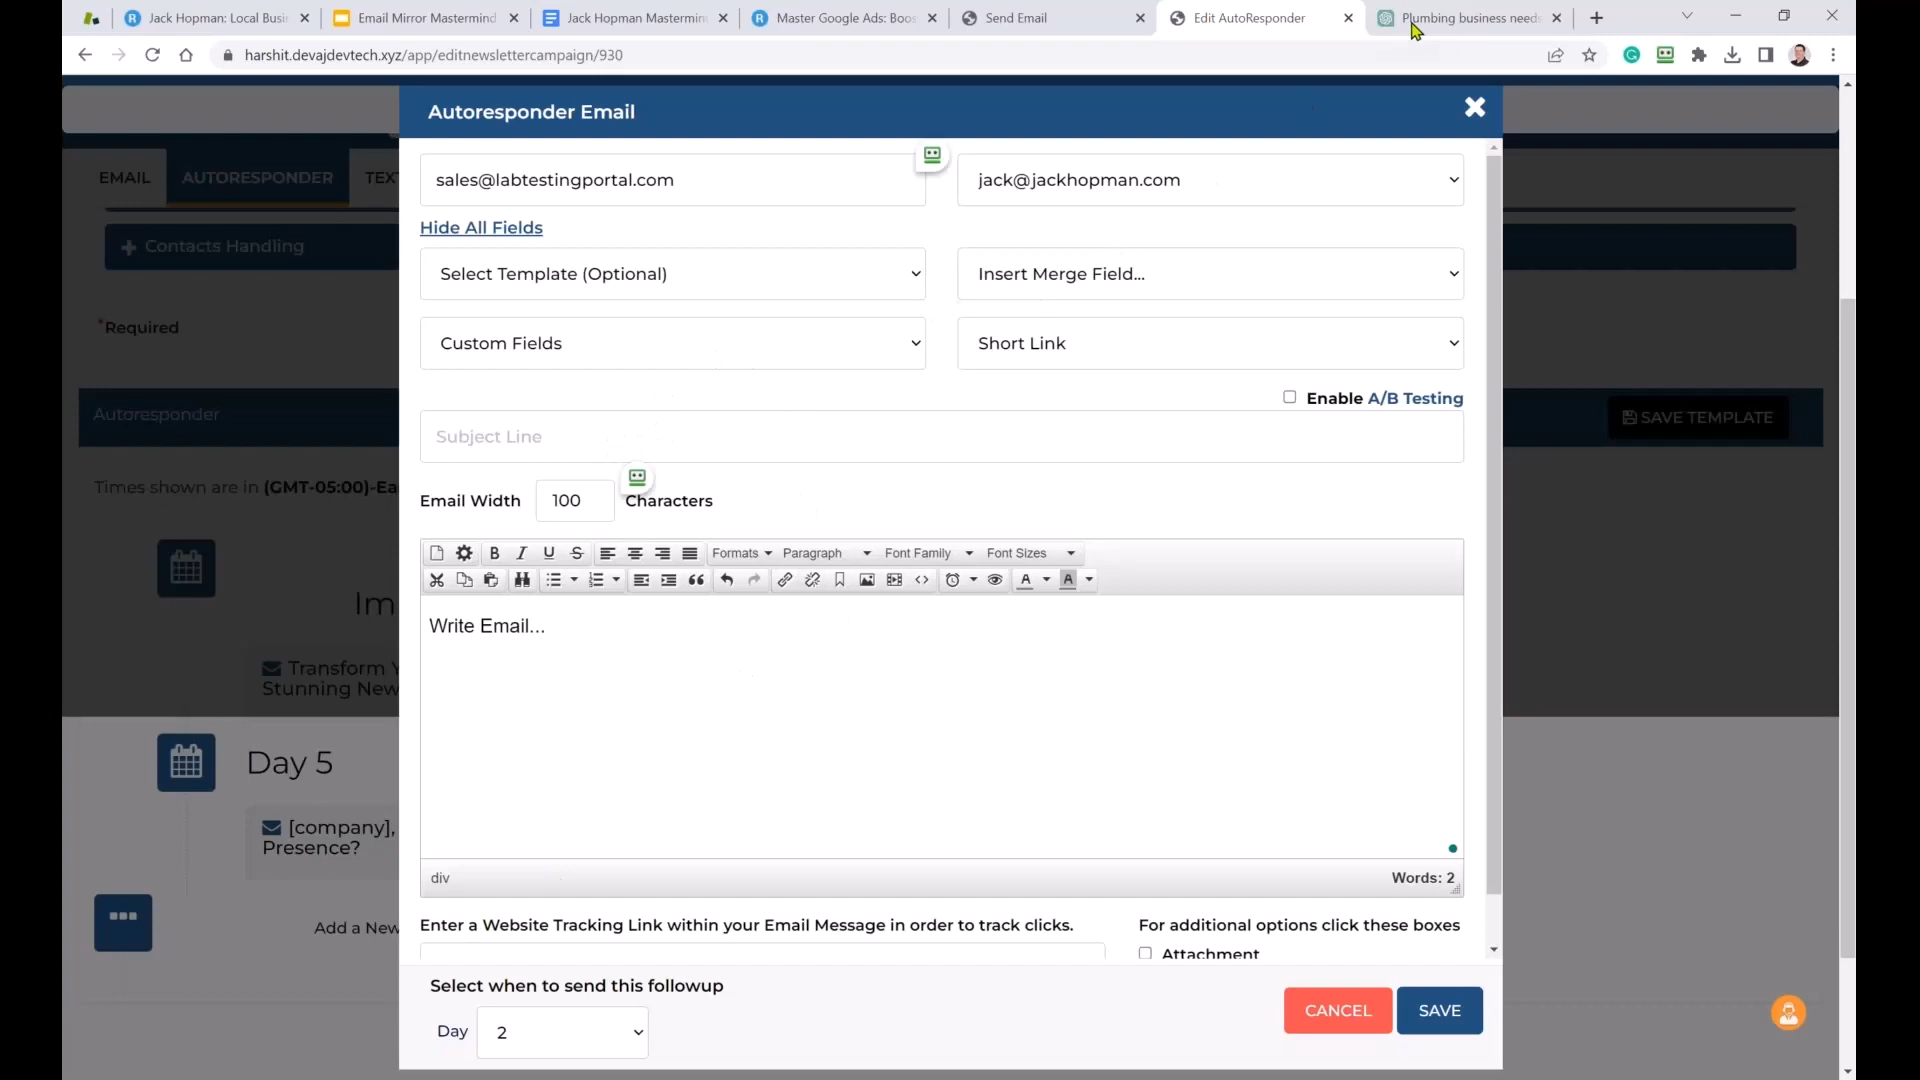 Jack Hopman: Local Busi
Email Mirror Mastermind
Jack Hopman Mastermin
Master Google Ads: Boos
Send Email
Edit AutoResponder
Plumbing business needs
harshit.devajdevtech.xyz/app/editnewslettercampaign/930
Autoresponder Email
EMAIL
AUTORESPONDER
TEXT
sales@labtestingportal.com
jack@jackhopman.com
Hide All Fields
Contacts Handling
Select Template (Optional)
Insert Merge Field...
*Required
Custom Fields
Short Link
Enable A/B Testing
Autoresponder
SAVE TEMPLATE
Subject Line
Times shown are in (GMT-05:00)-Ea
Email Width 100 Characters
Formats
Paragraph
Font Family
Font Sizes
Write Email...
Im
Transform Y
Stunning New
Day 5
[company],
Presence?
div
Words: 2
Add a New
Enter a Website Tracking Link within your Email Message in order to track clicks.
For additional options click these boxes
Attachment
Select when to send this followup
Day 2
CANCEL
SAVE